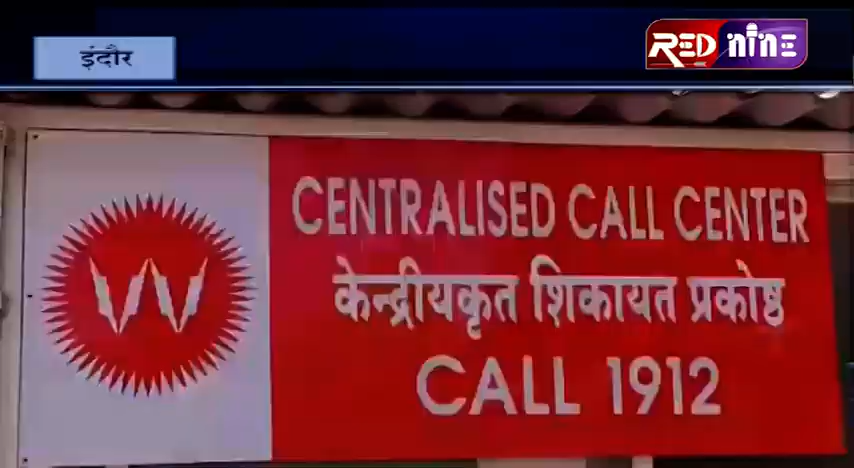 इंदौर
RED NINE
CENTRALISED CALL CENTER
केन्द्रीयकृत शिकायत प्रकोष्ठ
CALL 1912